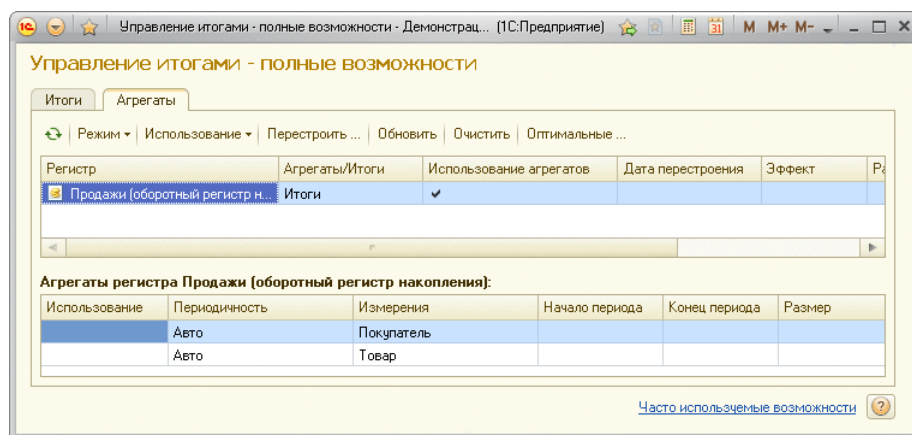 Управление итогами - полные возможности - Демонстрац... (1С:Предприятие) 31 M M+ M-
Управление итогами - полные возможности
Итоги Агрегаты
Режим Использование Перестроить ... Обновить Очистить Оптимальные ...
Регистр Агрегаты/Итоги Использование агрегатов Дата перестроения Эффект Ра
Продажи (оборотный регистр н... Итоги
Агрегаты регистра Продажи (оборотный регистр накопления):
Использование Периодичность Измерения Начало периода Конец периода Размер
Авто Покупатель
Авто Товар
Часто используемые возможности ?